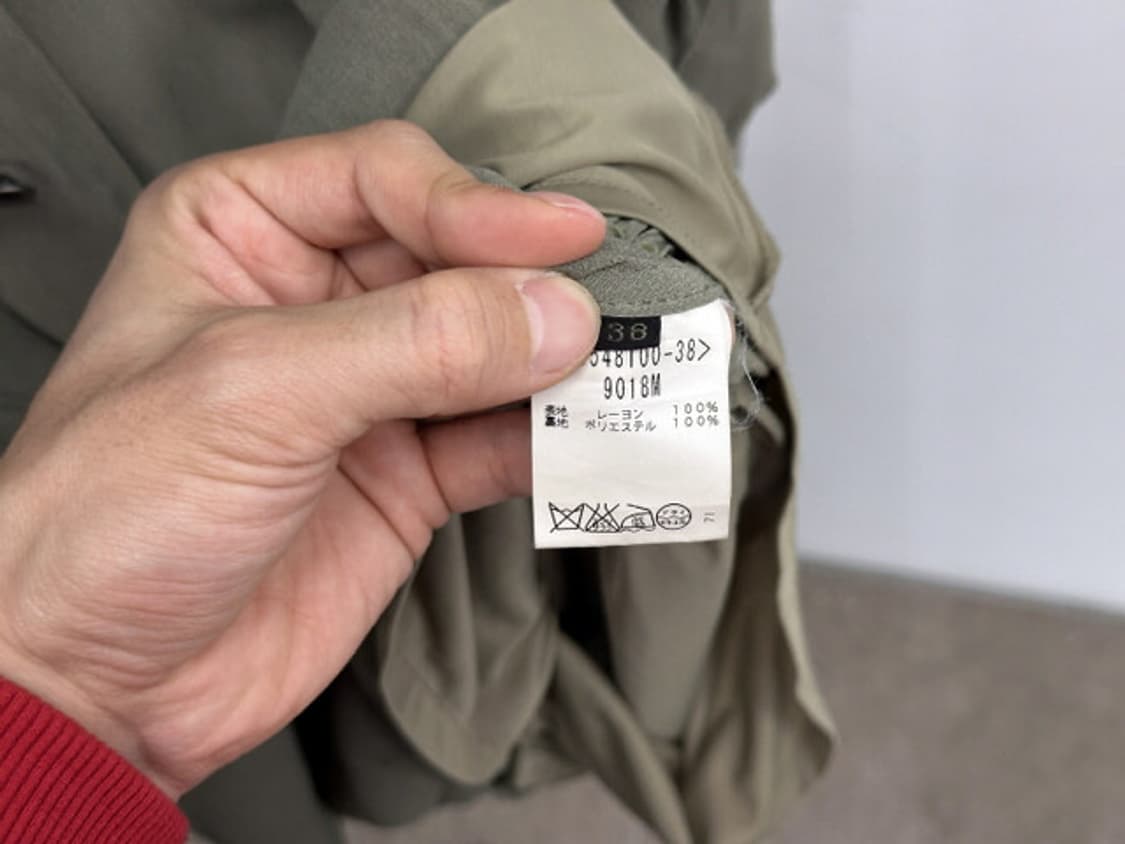 38
548100-38>
9018M
表地 レーヨン 100%
裏地 ポリエステル 100%